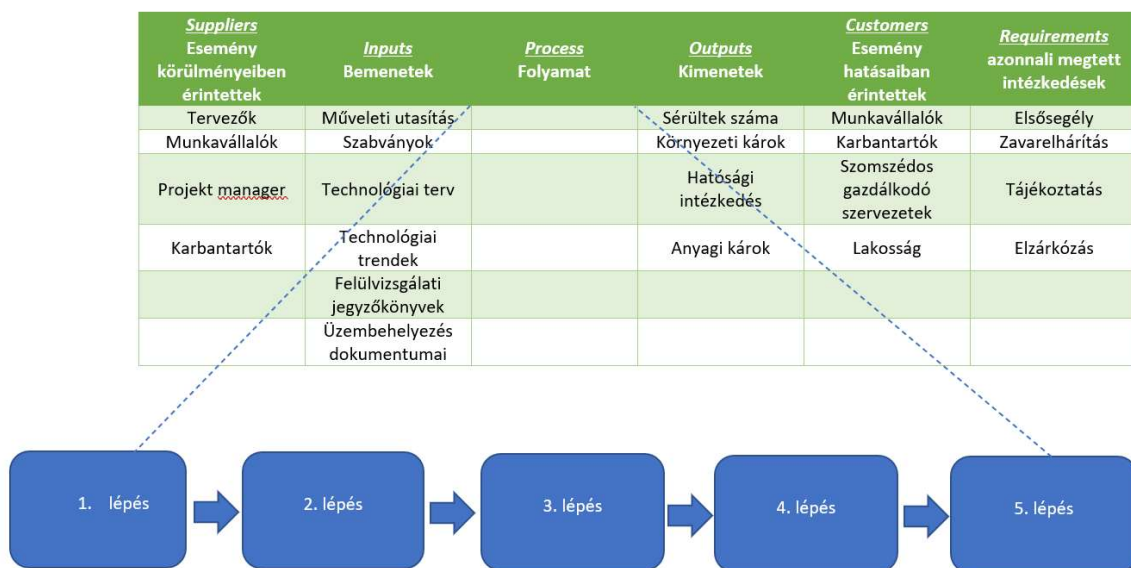 Suppliers
Esemény
körülményeiben
érintettek
Inputs
Bemenetek
Process
Folyamat
Outputs
Kimenetek
Customers
Esemény
hatásaiban
érintettek
Requirements
azonnali megtett
intézkedések
Tervezők
Műveleti utasítás
Sérültek száma
Munkavállalók
Elsősegély
Munkavállalók
Szabványok
Környezeti károk
Karbantartók
Zavarelhárítás
Projekt manager
Technológiai terv
Hatósági
intézkedés
Szomszédos
gazdálkodó
szervezetek
Tájékoztatás
Karbantartók
Technológiai
trendek
Anyagi károk
Lakosság
Elzárkózás
Felülvizsgálati
jegyzőkönyvek
Üzembehelyezés
dokumentumai
1. lépés
2. lépés
3. lépés
4. lépés
5. lépés